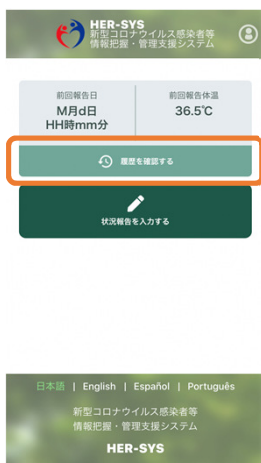 HER-SYS
新型コロナウイルス感染者等
情報把握・管理支援システム
前回報告日
M月d日
HH時mm分
前回報告体温
36.5℃
履歴を確認する
状況報告を入力する
日本語 | English | Español | Português
新型コロナウイルス感染者等
情報把握・管理支援システム
HER-SYS